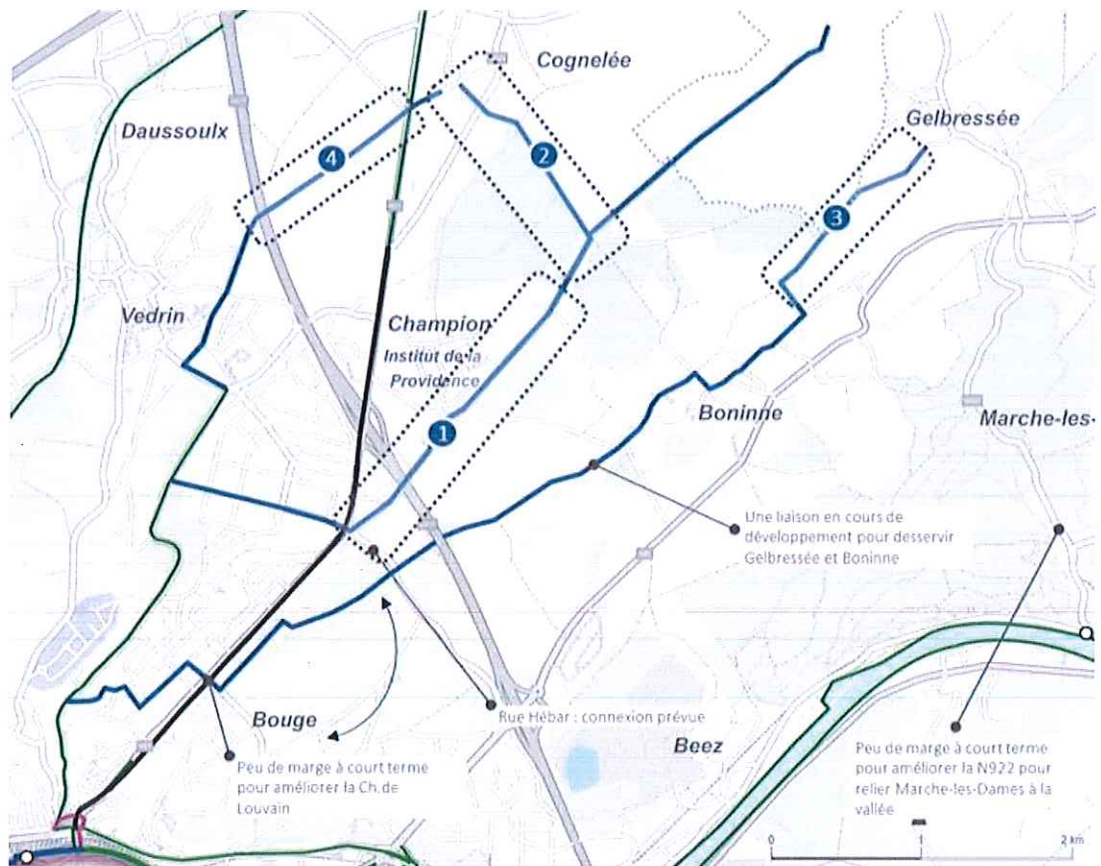 Cognelée
Gelbressée
Daussoulx
4
2
3
Vedrin
Champion
Institut de la
Providence
Boninne
Marche-les-
1
Une liaison en cours de
développement pour desservir
Gelbressée et Boninne
Bouge
Rue Hébar : connexion prévue
Beez
Peu de marge à court terme
pour améliorer la Ch.de
Louvain
Peu de marge à court terme
pour améliorer la N922 pour
relier Marche-les-Dames à la
vallée
0 1 2 km